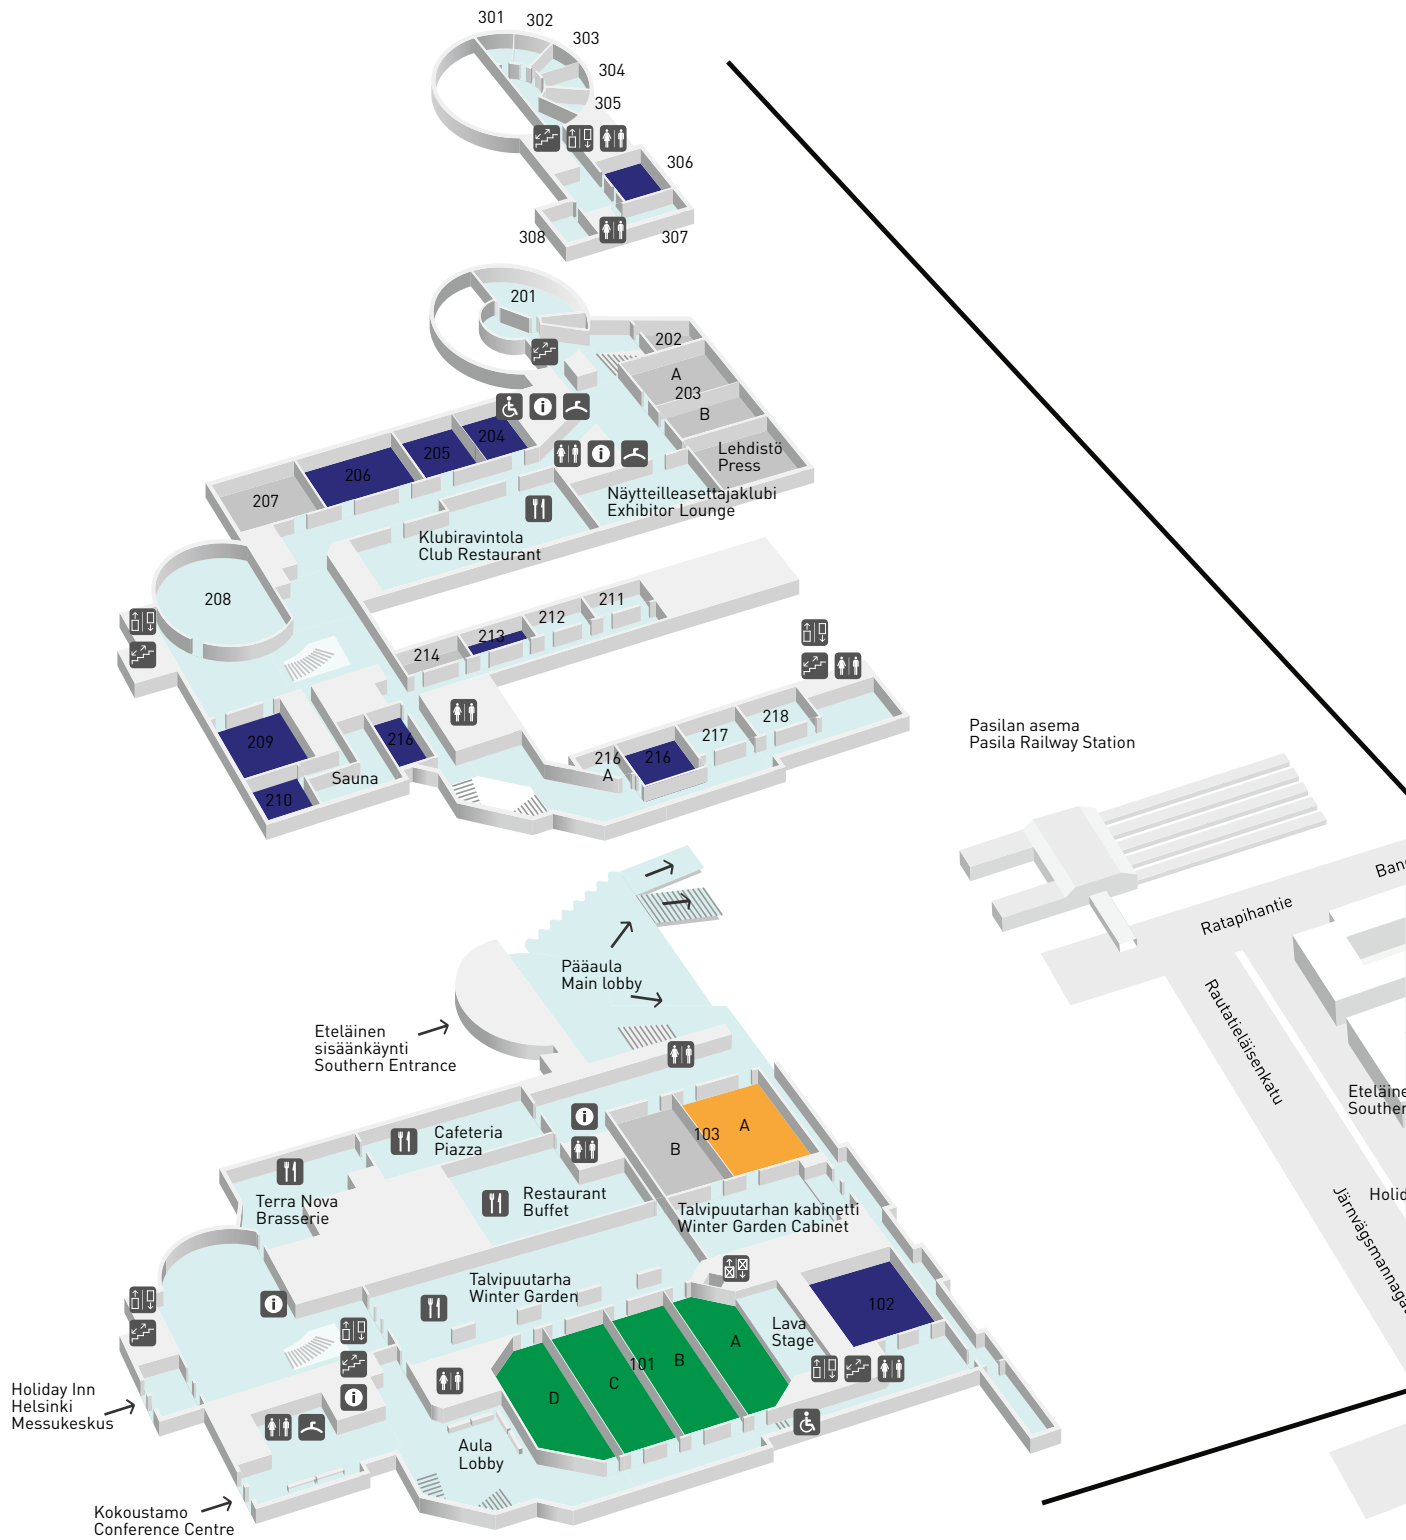 301
302
303
304
305
306
307
308
201
202
A
203
B
Lehdistö
Press
204
205
206
207
Näytteilleasettajaklubi
Exhibitor Lounge
Klubiravintola
Club Restaurant
208
211
212
213
214
209
216
Sauna
210
216
A
216
217
218
Pasilan asema
Pasila Railway Station
Ratapihantie
Rautatieläisenkatu
Pääaula
Main lobby
Eteläinen
sisäänkäynti
Southern Entrance
Cafeteria
Piazza
103
A
B
Terra Nova
Brasserie
Restaurant
Buffet
Talvipuutarhan kabinetti
Winter Garden Cabinet
Talvipuutarha
Winter Garden
102
Lava
Stage
101
A
B
C
D
Holiday Inn
Helsinki
Messukeskus
Aula
Lobby
Kokoustamo
Conference Centre